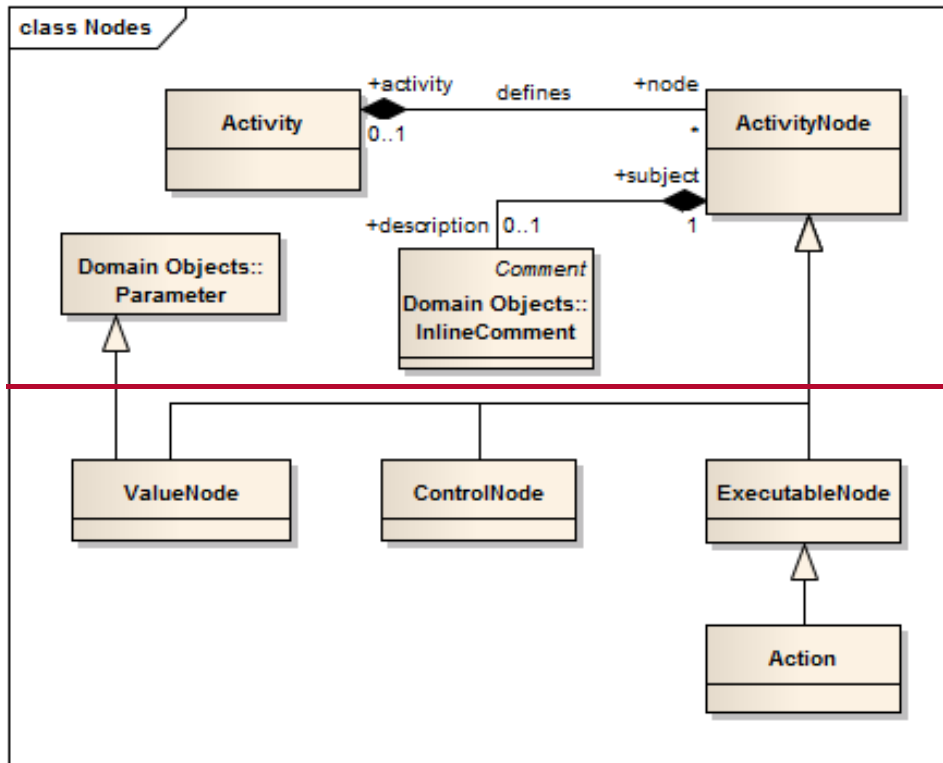 class Nodes
+activity
defines
+node
Activity
0..1
*
ActivityNode
+subject
+description
0..1
1
Domain Objects::
Parameter
Comment
Domain Objects::
InlineComment
ValueNode
ControlNode
ExecutableNode
Action